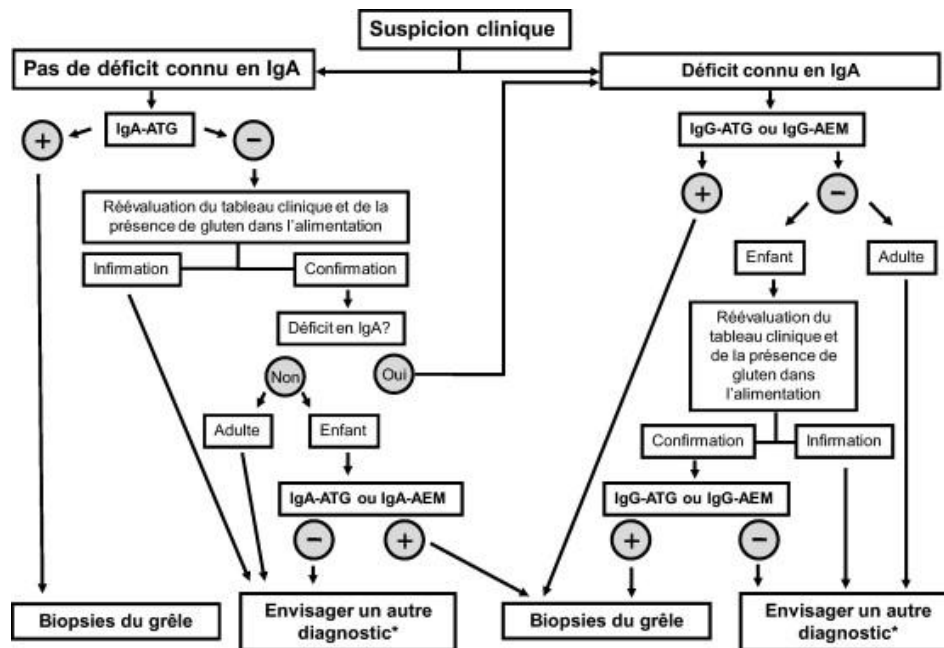 Suspicion clinique
Pas de déficit connu en IgA
Déficit connu en IgA
IgA-ATG
IgG-ATG ou IgG-AEM
+
−
+
−
Réévaluation du tableau clinique et de la
présence de gluten dans l'alimentation
Enfant
Adulte
Infirmation
Confirmation
Réévaluation du
tableau clinique et
de la présence de
gluten dans
l'alimentation
Déficit en IgA?
Non
Oui
Adulte
Enfant
Confirmation
Infirmation
IgA-ATG ou IgA-AEM
IgG-ATG ou IgG-AEM
−
+
+
−
Biopsies du grêle
Envisager un autre
diagnostic*
Biopsies du grêle
Envisager un autre
diagnostic*